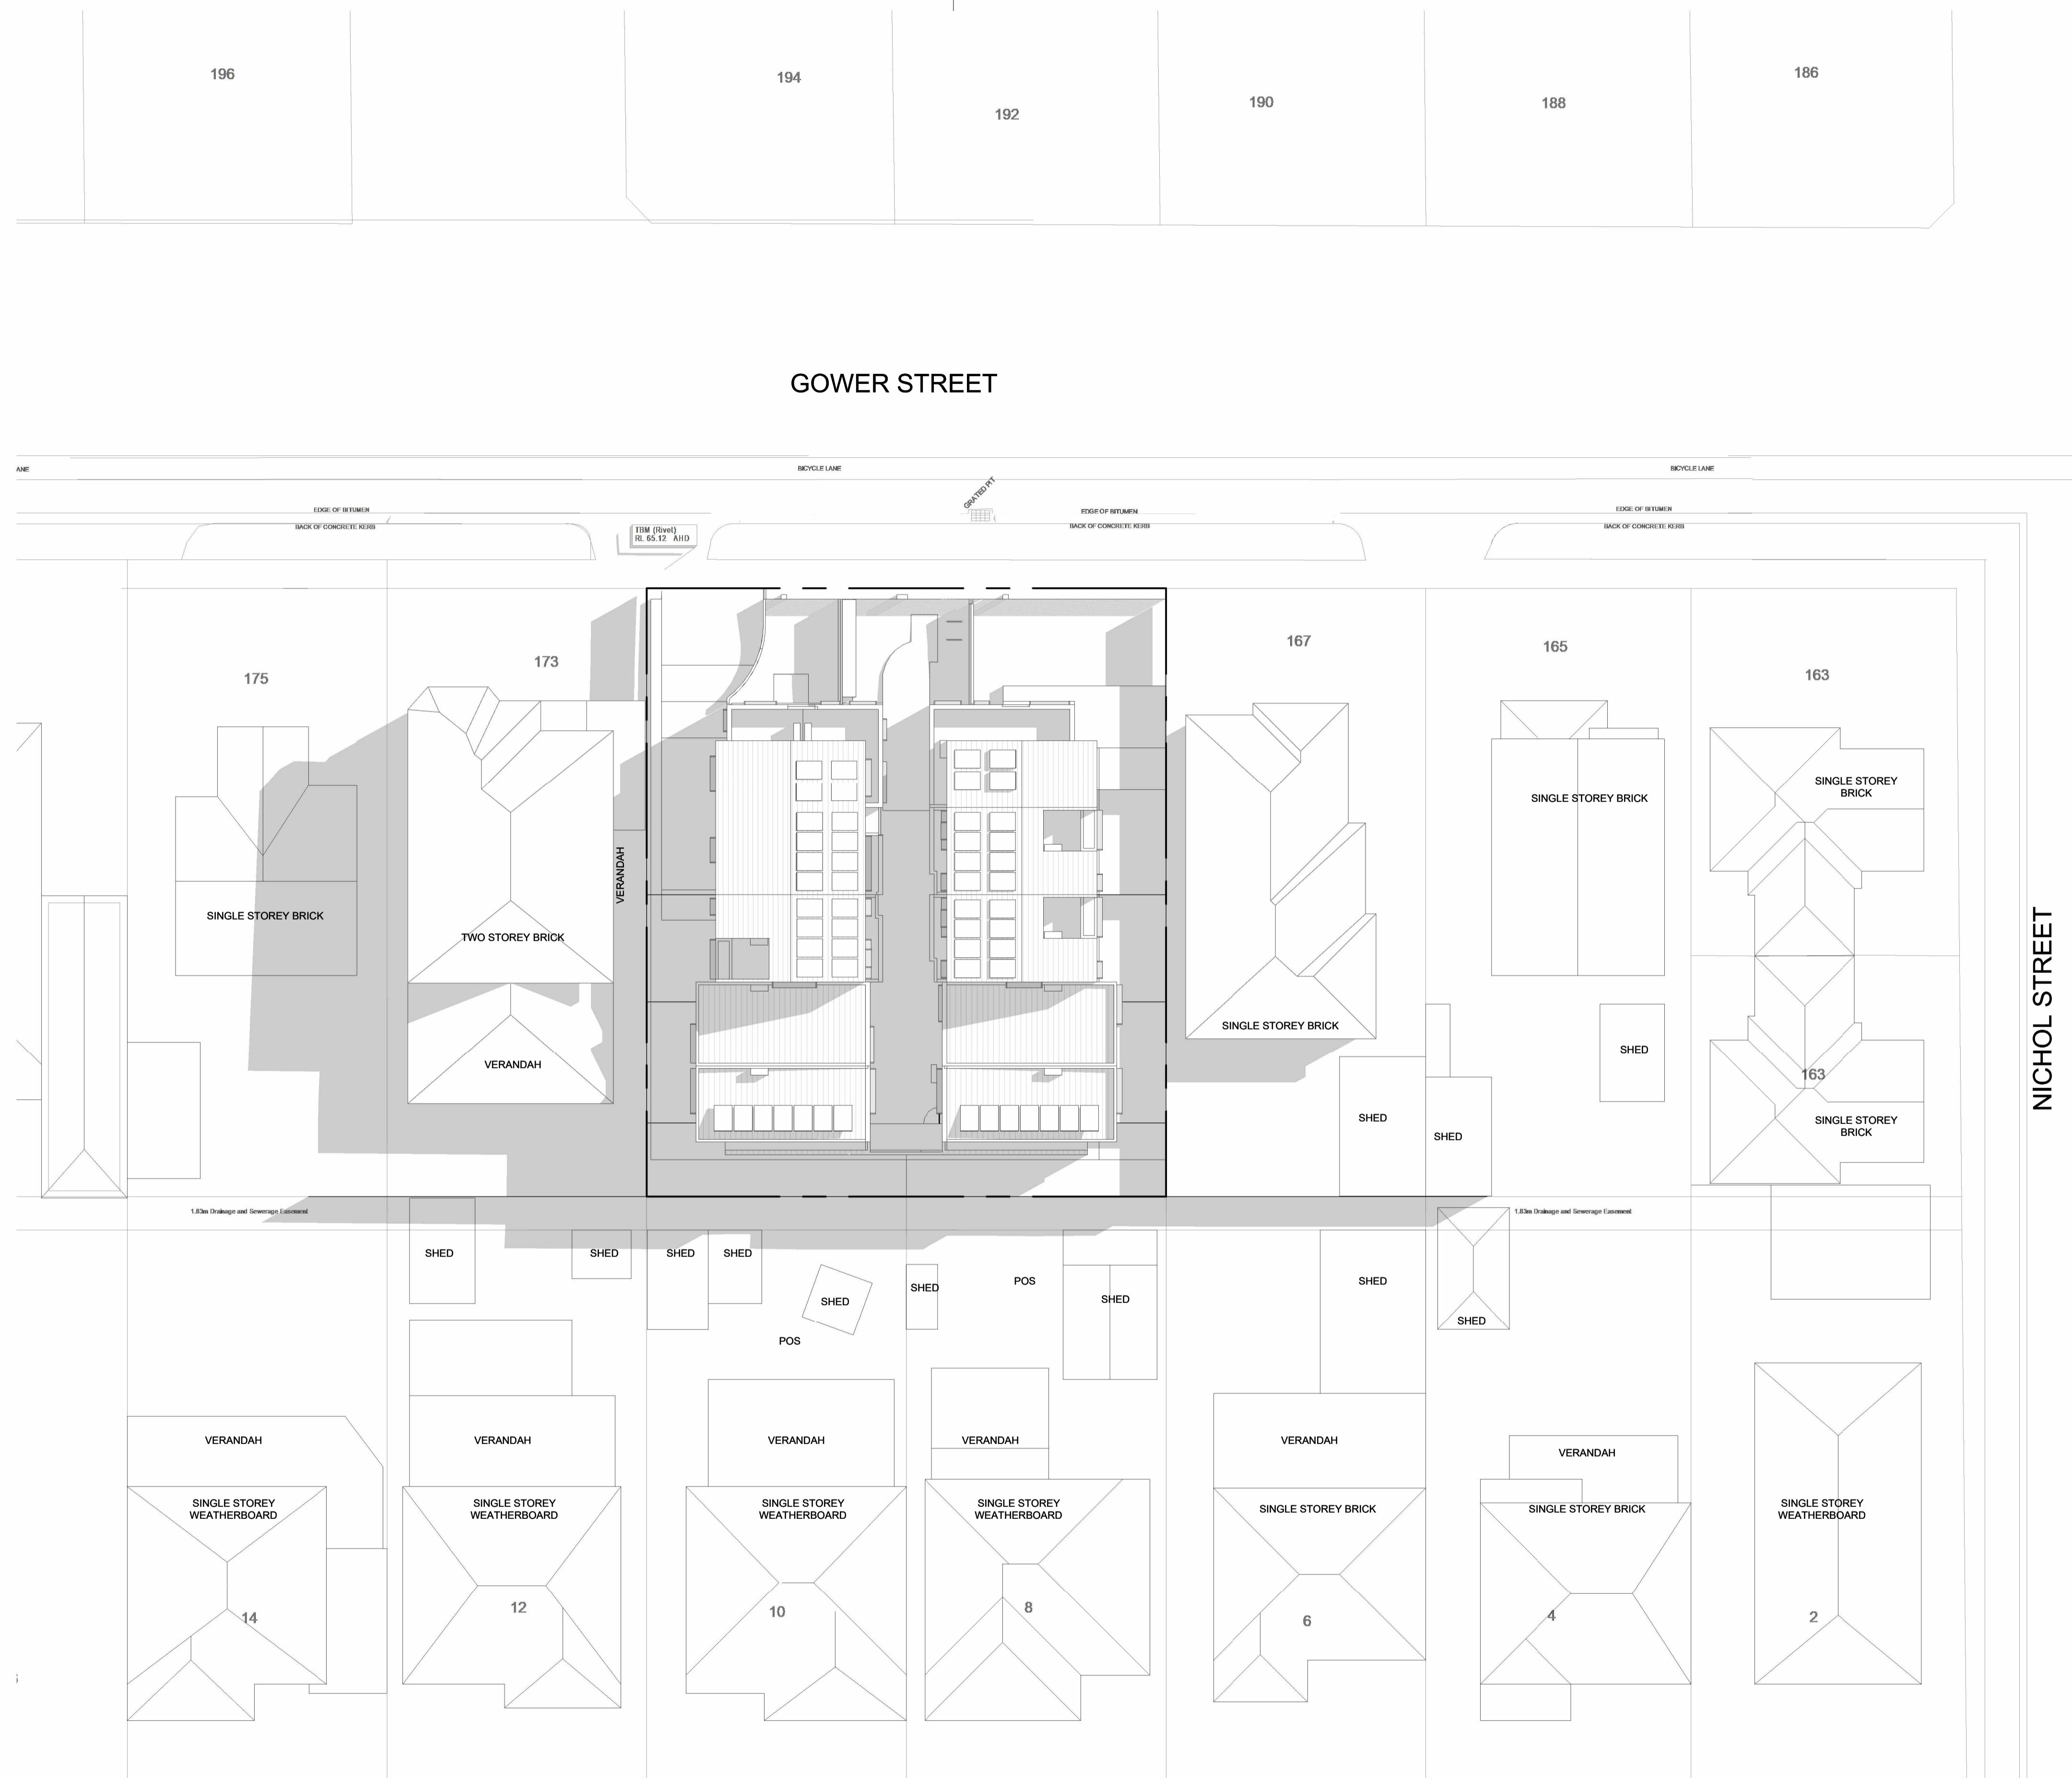 196
194
192
190
188
186
GOWER STREET
ANE
BICYCLE LANE
BICYCLE LANE
GRATED PIT
EDGE OF BITUMEN
EDGE OF BITUMEN
EDGE OF BITUMEN
BACK OF CONCRETE KERB
BACK OF CONCRETE KERB
BACK OF CONCRETE KERB
TBM (Rivet)
RL 65.12 AHD
175
173
167
165
163
SINGLE STOREY
BRICK
SINGLE STOREY BRICK
VERANDAH
SINGLE STOREY BRICK
TWO STOREY BRICK
NICHOL STREET
SINGLE STOREY BRICK
SHED
VERANDAH
163
SHED
SHED
SINGLE STOREY
BRICK
1.83m Drainage and Sewerage Easement
1.83m Drainage and Sewerage Easement
SHED
SHED
SHED
SHED
SHED
SHED
POS
SHED
SHED
SHED
POS
VERANDAH
VERANDAH
VERANDAH
VERANDAH
VERANDAH
VERANDAH
SINGLE STOREY
WEATHERBOARD
SINGLE STOREY
WEATHERBOARD
SINGLE STOREY
WEATHERBOARD
SINGLE STOREY
WEATHERBOARD
SINGLE STOREY BRICK
SINGLE STOREY BRICK
SINGLE STOREY
WEATHERBOARD
14
12
10
8
6
4
2